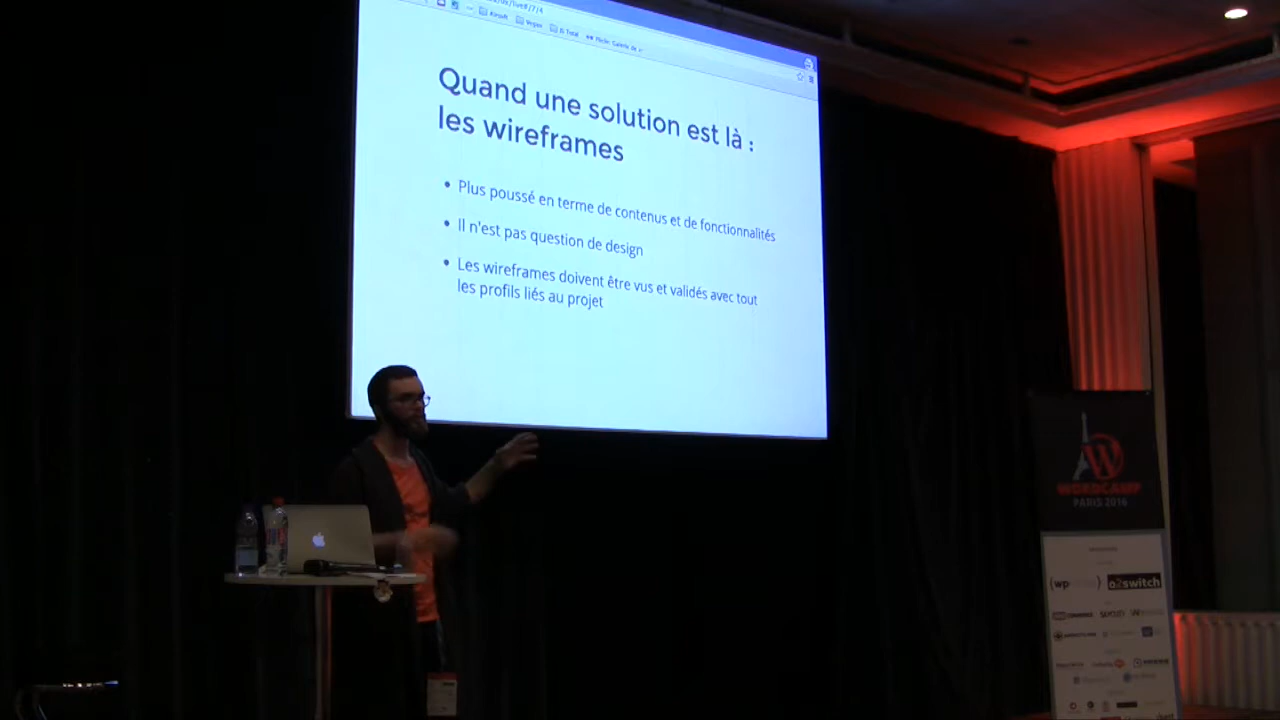 Quand une solution est là :
les wireframes
• Plus poussé en terme de contenus et de fonctionnalités
• Il n'est pas question de design
• Les wireframes doivent être vus et validés avec tout
les profils liés au projet
WORDCAMP
PARIS 2016
(wp
o2switch